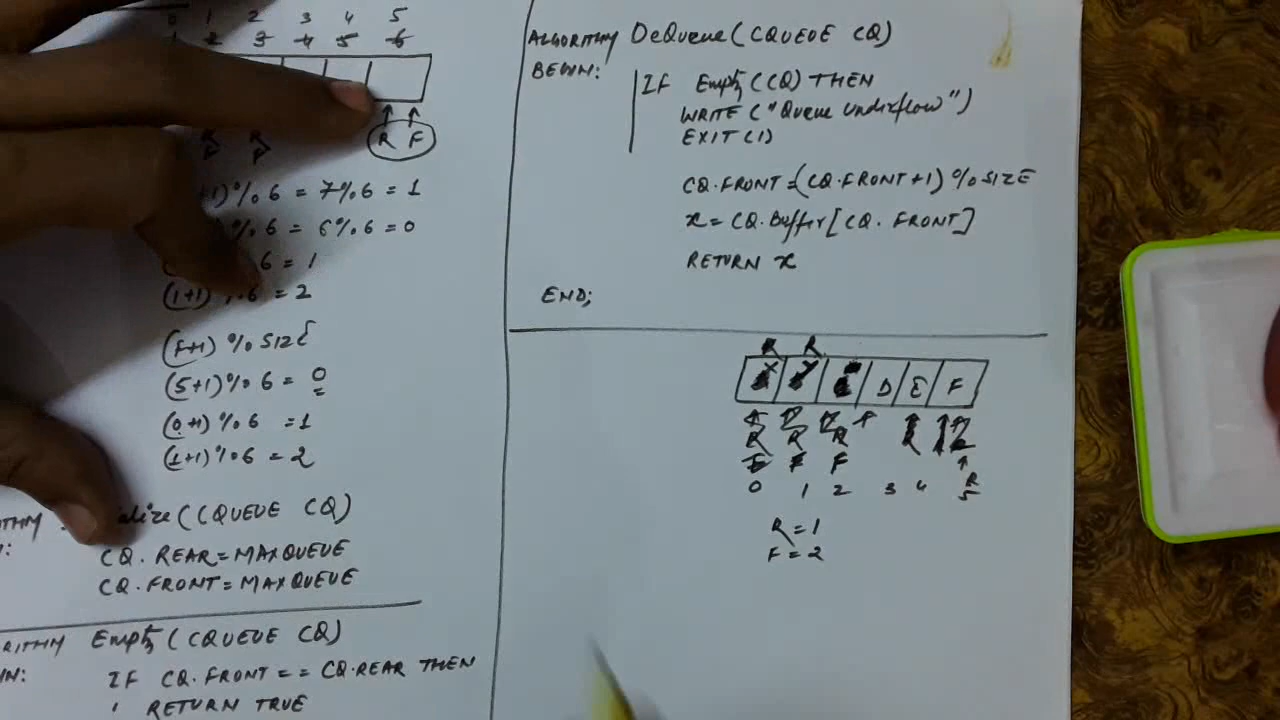 0 1 2 3 4 5
1 2 3 4 5 6
R F
R F R F
+1)%6 = 7%6 = 1
%6 = 6%6 = 0
6 = 1
(1+1) %6 = 2
(F+1) % SIZE
(5+1)% 6 = 0
(0+1) % 6 = 1
(1+1)%6 = 2
ialize(CQUEUE CQ)
CQ. REAR = MAXQUEUE
CQ. FRONT = MAXQUEUE
RITHM Empty (CQUEUE CQ)
IF CQ. FRONT == CQ.REAR THEN
RETURN TRUE
ALGORITHM DeQueue(CQUEUE CQ)
BEGIN:
IF Empty (CQ) THEN
WRITE ("Queue Underflow")
EXIT(1)
CQ.FRONT = (CQ.FRONT+1) % SIZE
x = CQ.Buffer[CQ. FRONT]
RETURN x
END;
R R
X Y D E F
R R R
F F F
0 1 2 3 4 5
R
R = 1
F = 2